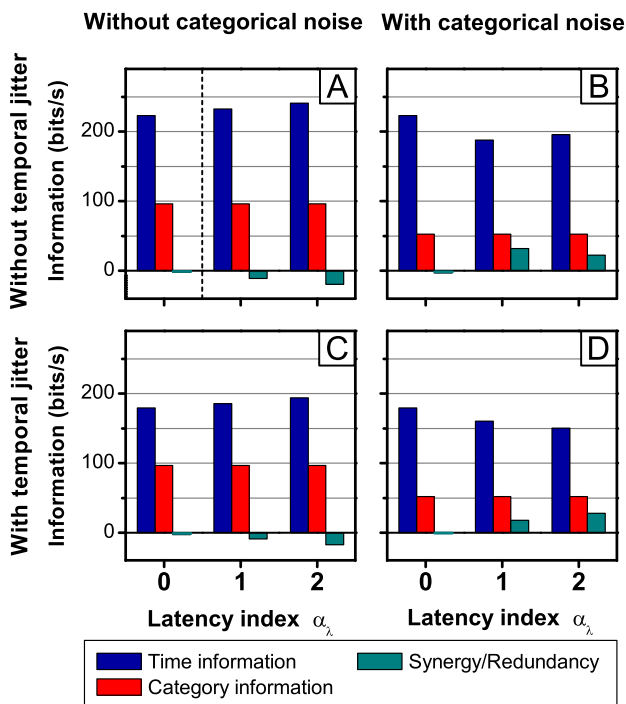 Without categorical noise
With categorical noise
Without temporal jitter
Information (bits/s)
200
100
0
A
B
With temporal jitter
Information (bits/s)
200
100
0
C
D
0 1 2
0 1 2
Latency index αλ
Latency index αλ
Time information
Synergy/Redundancy
Category information